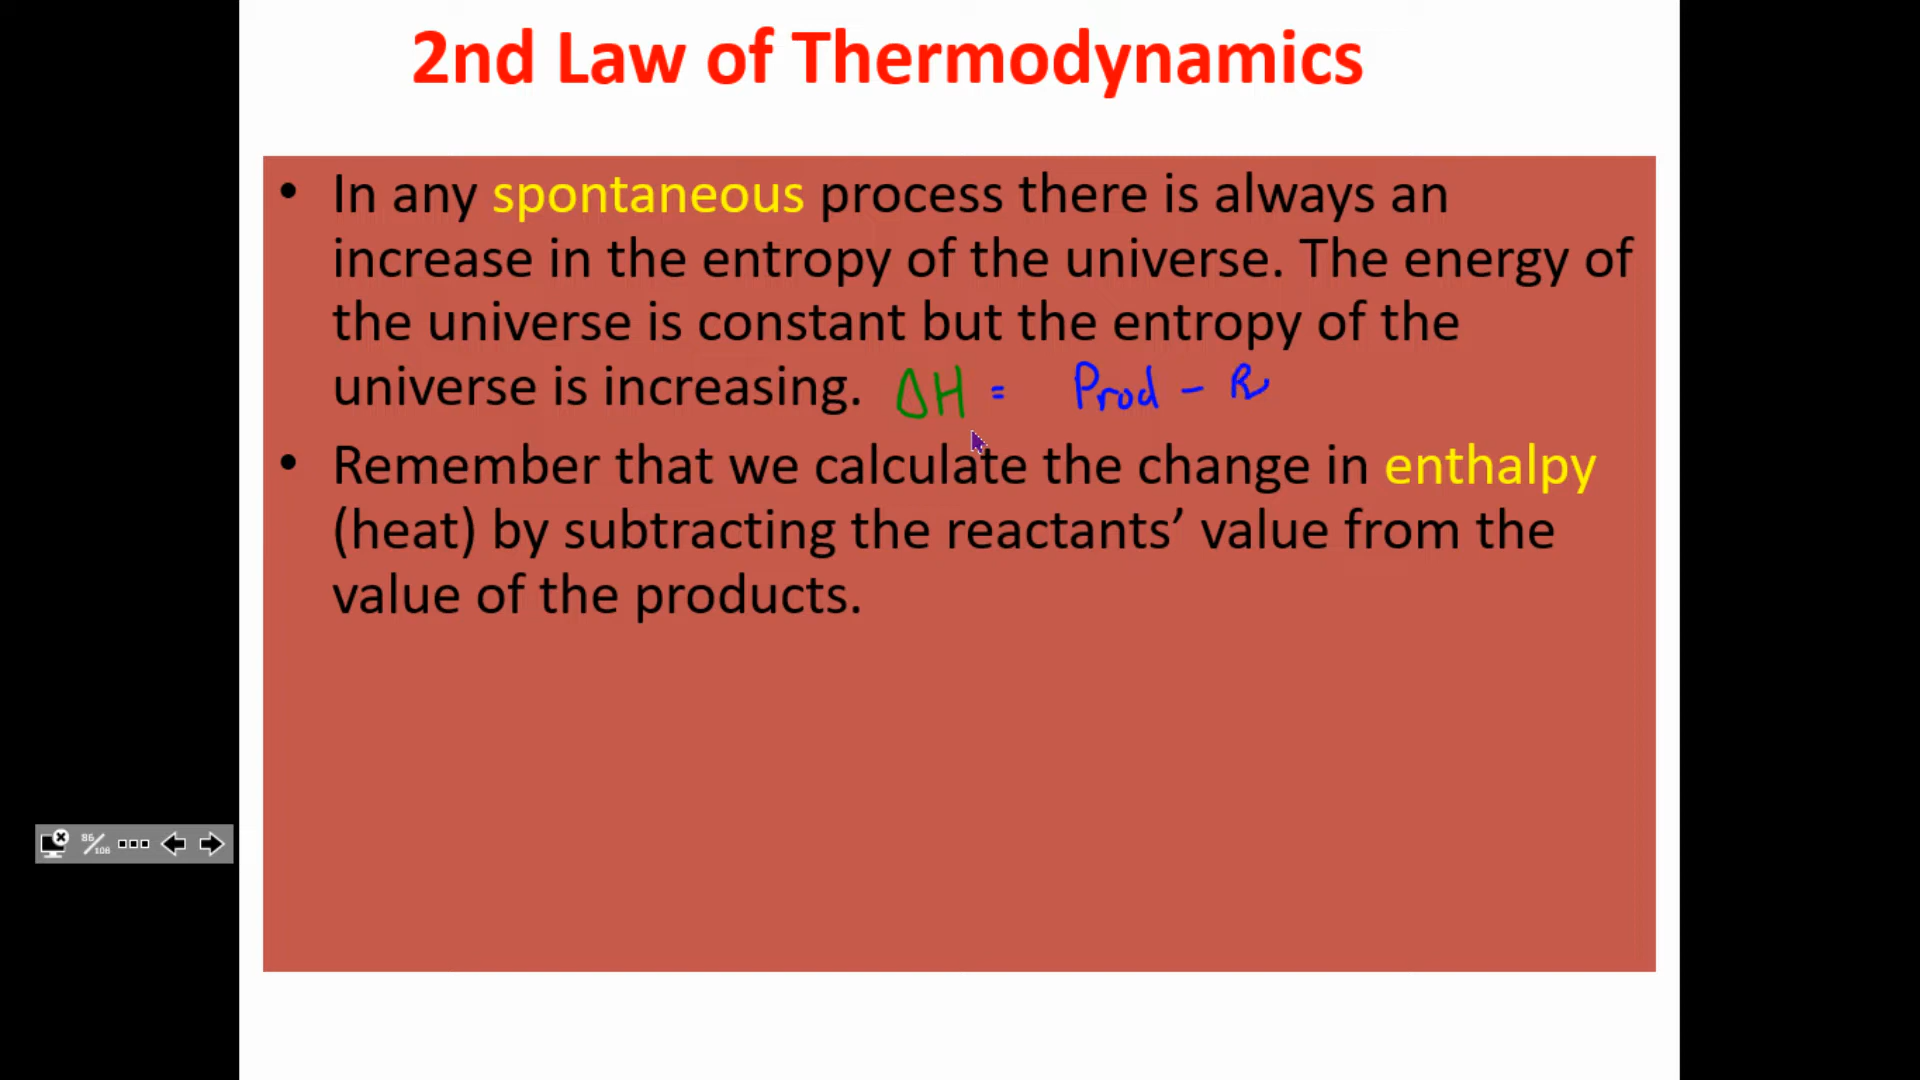 2nd Law of Thermodynamics
• In any spontaneous process there is always an
increase in the entropy of the universe. The energy of
the universe is constant but the entropy of the
universe is increasing. ΔH = Prod - R
• Remember that we calculate the change in enthalpy
(heat) by subtracting the reactants’ value from the
value of the products.
86/108